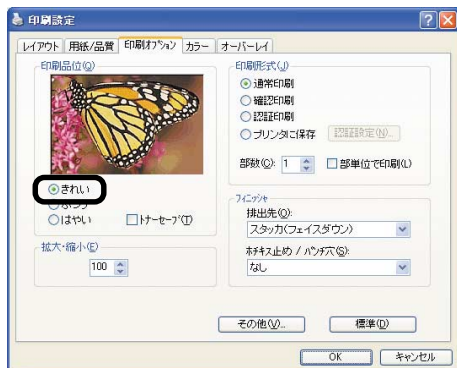 印刷設定
レイアウト 用紙/品質 印刷ｵﾌﾟｼｮﾝ カラー オーバーレイ
印刷品位(Q)
きれい
ふつう
はやい トナーセーブ(T)
拡大・縮小(E)
100
印刷形式(J)
通常印刷
確認印刷
認証印刷
プリンタに保存 認証設定(N)...
部数(C): 1 部単位で印刷(L)
ﾌｨﾆｯｼｬ
排出先(O):
スタッカ(フェイスダウン)
ﾎﾁｷｽ止め / ﾊﾟﾝﾁ穴(S):
なし
その他(V)... 標準(D)
OK キャンセル